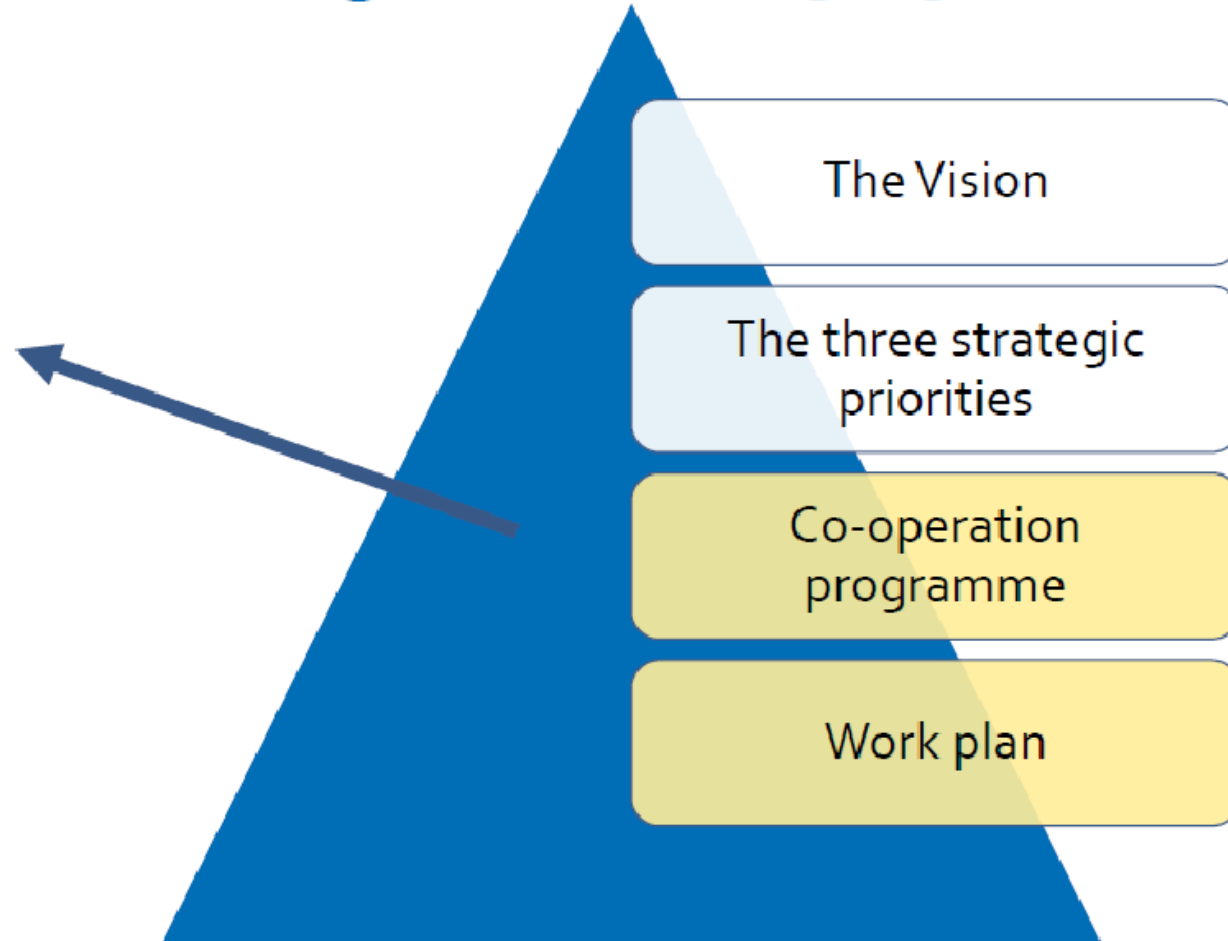 The Vision
The three strategic
priorities
Co-operation
programme
Work plan